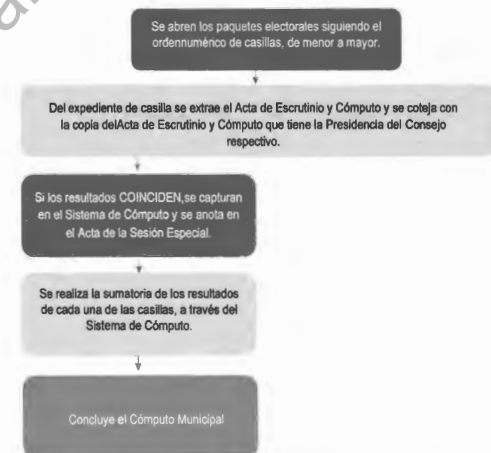 Se abren los paquetes electorales siguiendo el
ordennumérico de casillas, de menor a mayor.
Del expediente de casilla se extrae el Acta de Escrutinio y Cómputo y se coteja con
la copia delActa de Escrutinio y Cómputo que tiene la Presidencia del Consejo
respectivo.
Si los resultados COINCIDEN,se capturan
en el Sistema de Cómputo y se anota en
el Acta de la Sesión Especial.
Se realiza la sumatoria de los resultados
de cada una de las casillas, a través del
Sistema de Cómputo.
Concluye el Cómputo Municipal